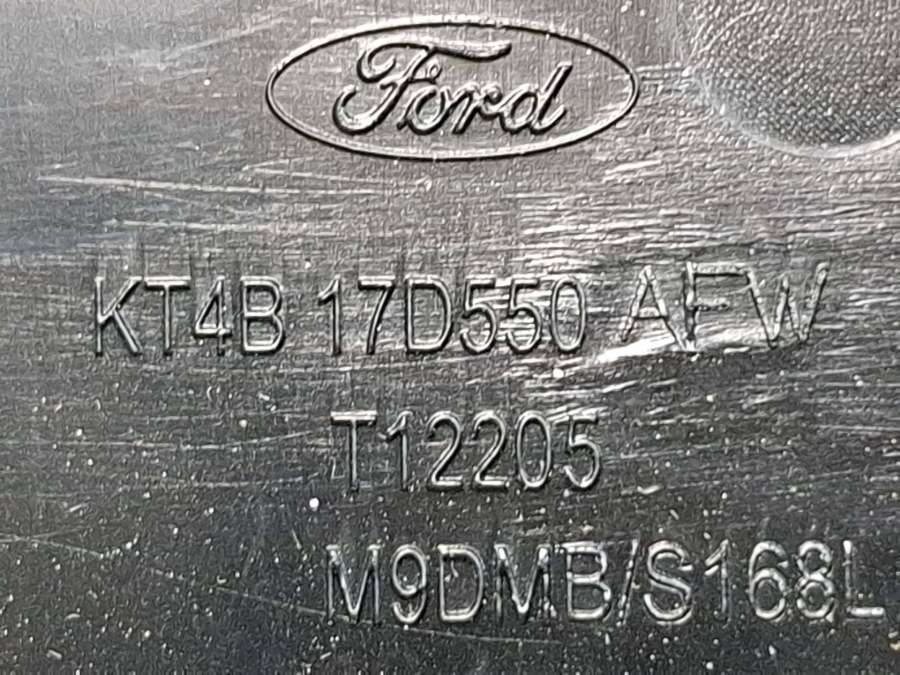 Ford
KT4B 17D550 AFW
T12205
M9DMB/S168L